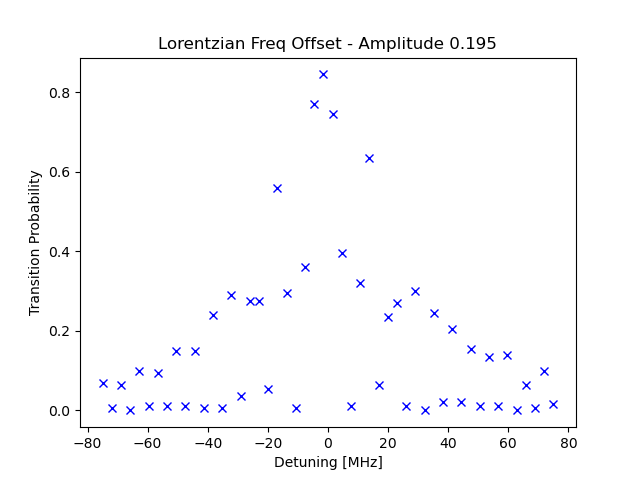 Lorentzian Freq Offset - Amplitude 0.195
Transition Probability
0.8
0.6
0.4
0.2
0.0
−80 −60 −40 −20 0 20 40 60 80
Detuning [MHz]